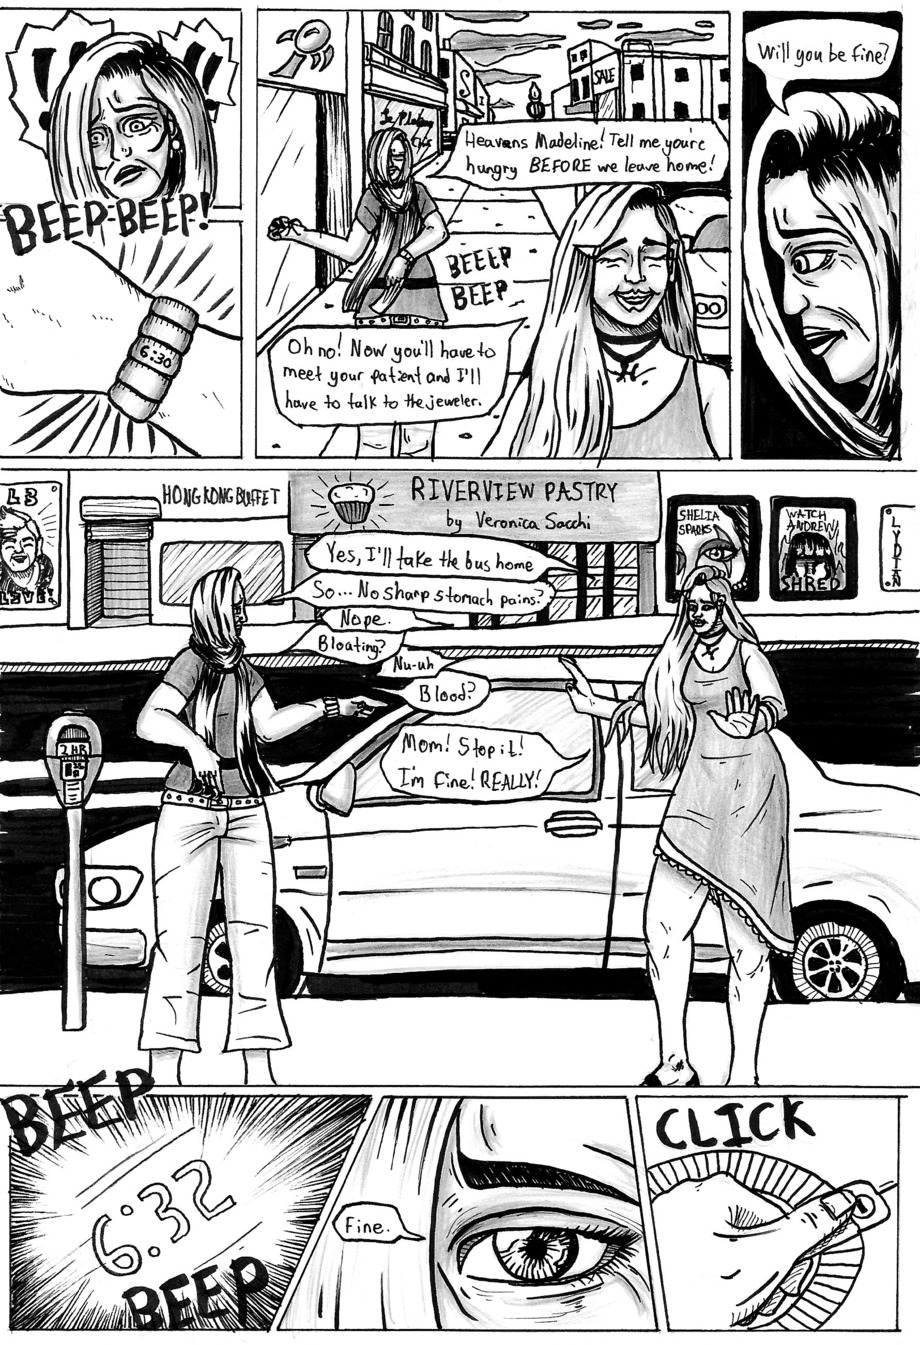 !! !!
BEEP-BEEP!
6:30
SALE
S
I
Heavens Madeline! Tell me you're
hungry BEFORE we leave home!
BEEEP
BEEP
Oh no! Now you'll have to
meet your patient and I'll
have to talk to the jeweler.
Will you be fine?
LB
LEVE!
HONG KONG BUFFET
RIVERVIEW PASTRY
by Veronica Sacchi
SHELIA
SPARKS
WATCH
ANDREW
SHRED
LYDIN
Yes, I'll take the bus home
So... No sharp stomach pains?
Nope.
Bloating?
Nu-uh
Blood?
Mom! Stop it!
I'm fine! REALLY!
2 HR
BEEP
6:32
BEEP
Fine.
CLICK